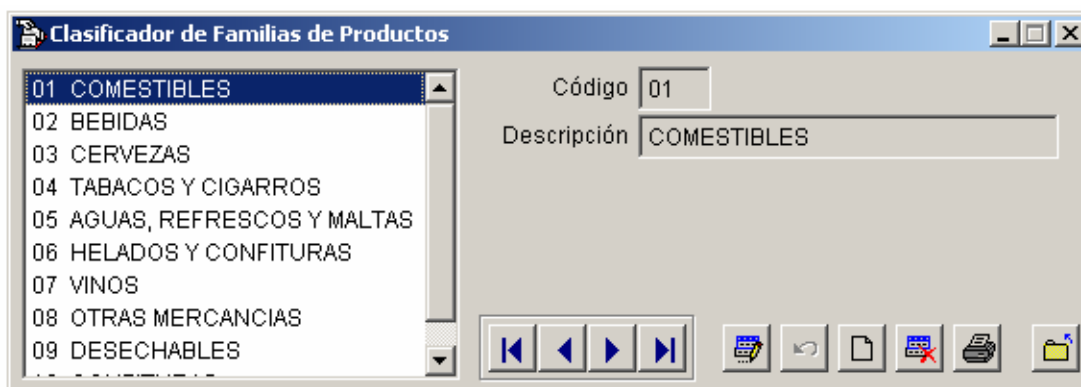 Clasificador de Familias de Productos
01 COMESTIBLES
02 BEBIDAS
03 CERVEZAS
04 TABACOS Y CIGARROS
05 AGUAS, REFRESCOS Y MALTAS
06 HELADOS Y CONFITURAS
07 VINOS
08 OTRAS MERCANCIAS
09 DESECHABLES
Código 01
Descripción COMESTIBLES